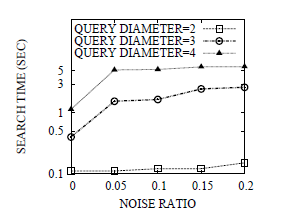 QUERY DIAMETER=2
QUERY DIAMETER=3
QUERY DIAMETER=4
SEARCH TIME (SEC)
5
3
1
0.5
0.1
0 0.05 0.1 0.15 0.2
NOISE RATIO